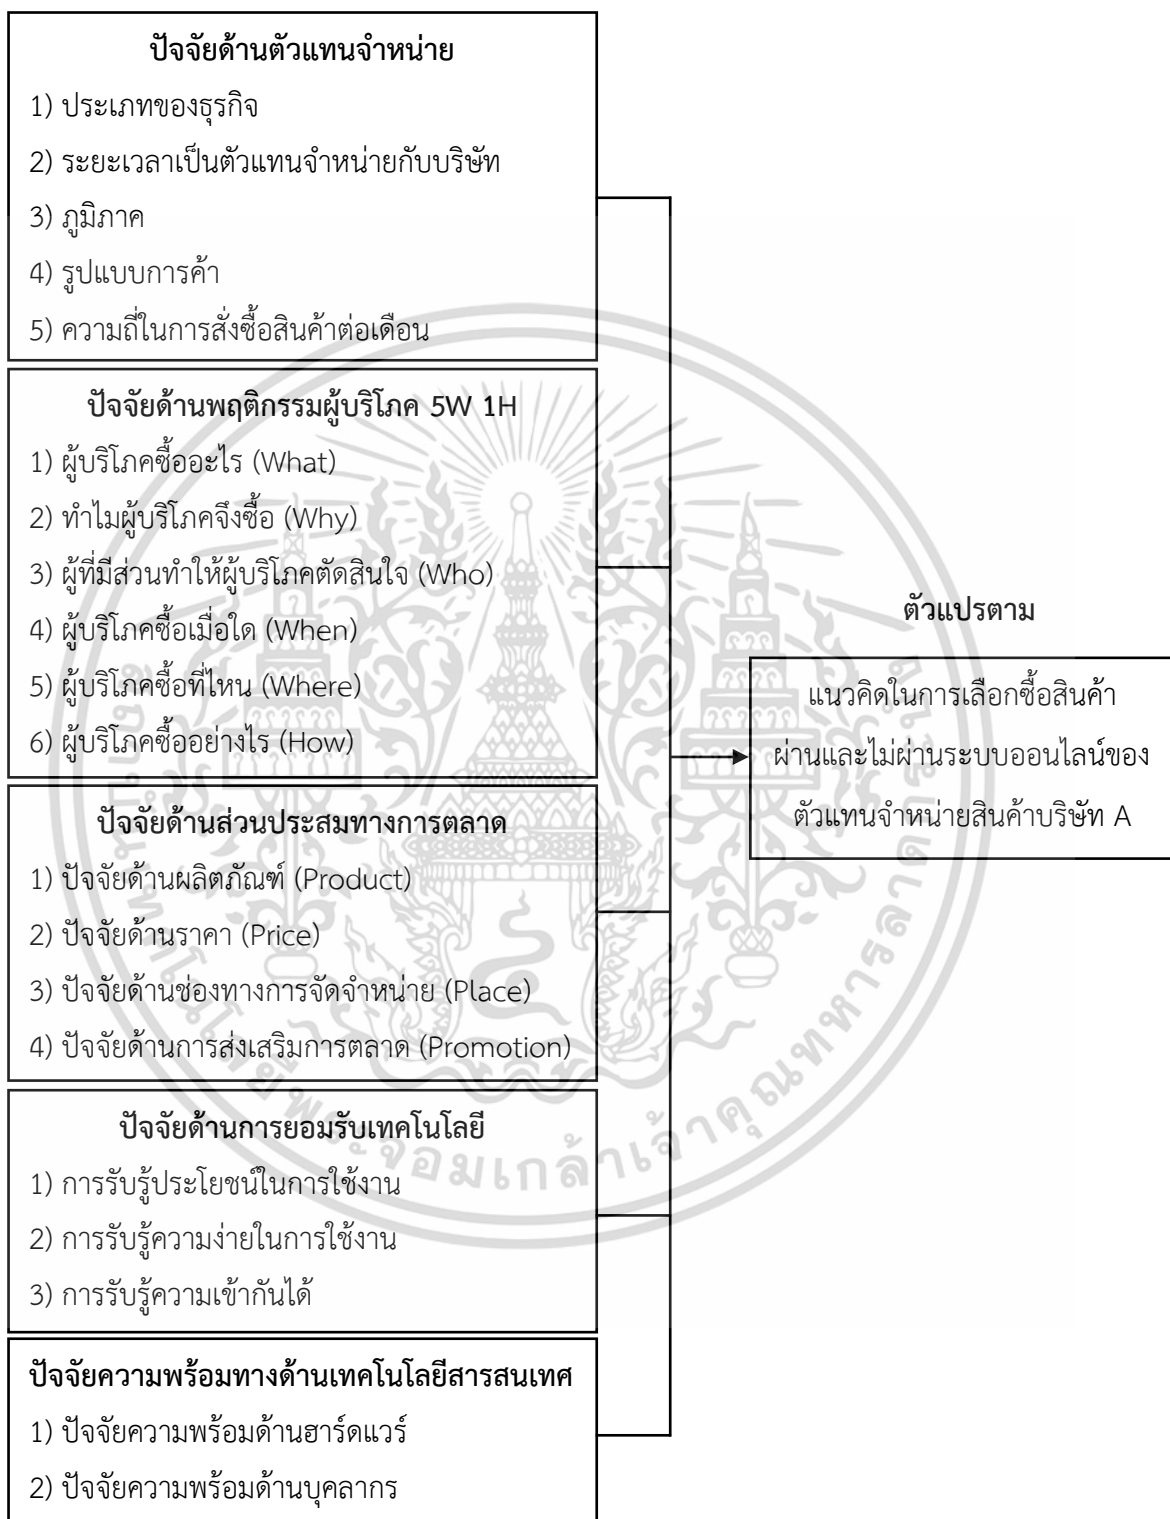 ปัจจัยด้านตัวแทนจำหน่าย
1) ประเภทของธุรกิจ
2) ระยะเวลาเป็นตัวแทนจำหน่ายกับบริษัท
3) ภูมิภาค
4) รูปแบบการค้า
5) ความถี่ในการสั่งซื้อสินค้าต่อเดือน
ปัจจัยด้านพฤติกรรมผู้บริโภค 5W 1H
1) ผู้บริโภคซื้ออะไร (What)
2) ทำไมผู้บริโภคจึงซื้อ (Why)
3) ผู้ที่มีส่วนทำให้ผู้บริโภคตัดสินใจ (Who)
4) ผู้บริโภคซื้อเมื่อใด (When)
5) ผู้บริโภคซื้อที่ไหน (Where)
6) ผู้บริโภคซื้ออย่างไร (How)
ปัจจัยด้านส่วนประสมทางการตลาด
1) ปัจจัยด้านผลิตภัณฑ์ (Product)
2) ปัจจัยด้านราคา (Price)
3) ปัจจัยด้านช่องทางการจัดจำหน่าย (Place)
4) ปัจจัยด้านการส่งเสริมการตลาด (Promotion)
ปัจจัยด้านการยอมรับเทคโนโลยี
1) การรับรู้ประโยชน์ในการใช้งาน
2) การรับรู้ความง่ายในการใช้งาน
3) การรับรู้ความเข้ากันได้
ปัจจัยความพร้อมทางด้านเทคโนโลยีสารสนเทศ
1) ปัจจัยความพร้อมด้านฮาร์ดแวร์
2) ปัจจัยความพร้อมด้านบุคลากร
ตัวแปรตาม
แนวคิดในการเลือกซื้อสินค้า
ผ่านและไม่ผ่านระบบออนไลน์ของ
ตัวแทนจำหน่ายสินค้าบริษัท A